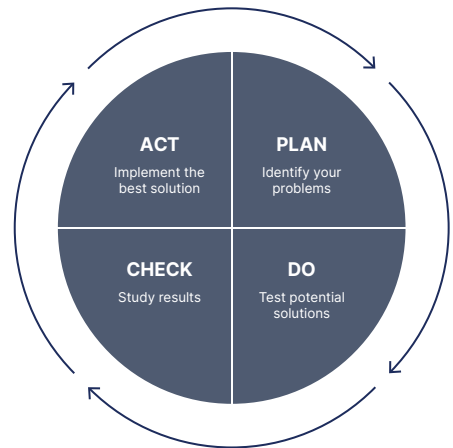 ACT
Implement the
best solution
PLAN
Identify your
problems
CHECK
Study results
DO
Test potential
solutions